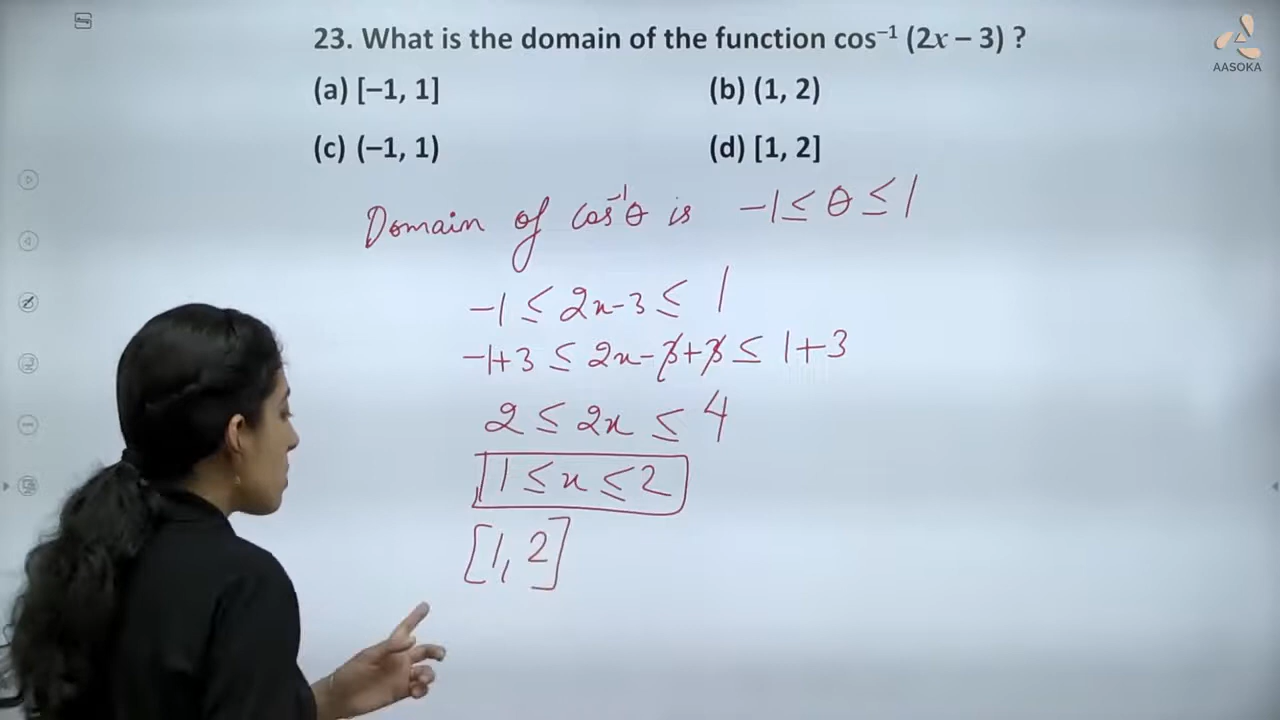 23. What is the domain of the function cos⁻¹ (2x – 3) ?
AASOKA
(a) [–1, 1]
(b) (1, 2)
(c) (–1, 1)
(d) [1, 2]
Domain of cos⁻¹θ is -1 ≤ θ ≤ 1
-1 ≤ 2x-3 ≤ 1
-1+3 ≤ 2x-3+3 ≤ 1+3
2 ≤ 2x ≤ 4
1 ≤ x ≤ 2
[1, 2]